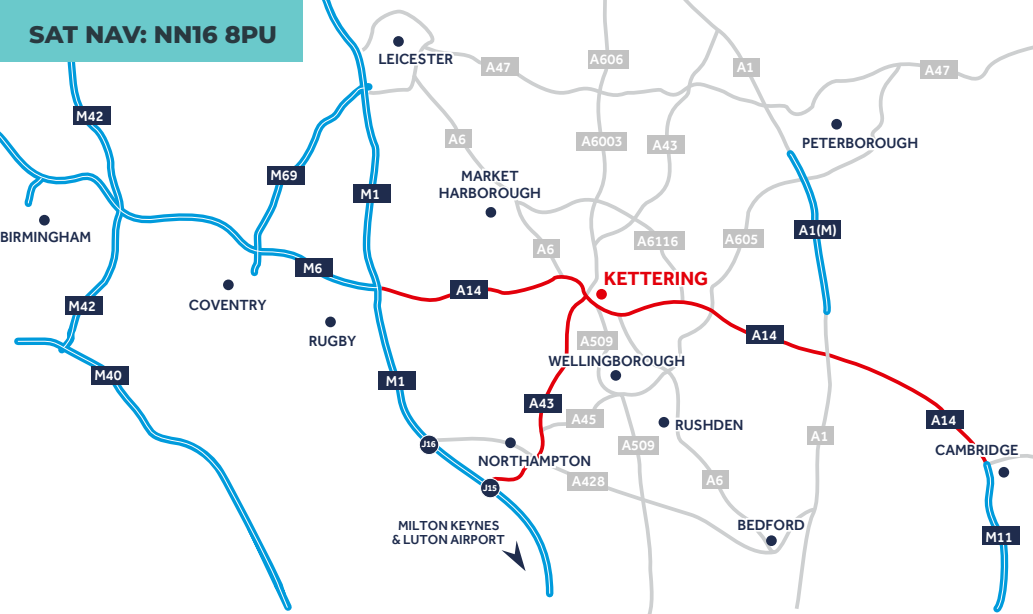 SAT NAV: NN16 8PU
LEICESTER
A47
A606
A1
A47
M42
A6
A6003
A43
PETERBOROUGH
M69
M1
MARKET
HARBOROUGH
BIRMINGHAM
A6
A6116
A605
A1(M)
M6
A14
KETTERING
M42
COVENTRY
RUGBY
A509
A14
WELLINGBOROUGH
M40
M1
A43
A45
RUSHDEN
A14
J16
A509
A1
CAMBRIDGE
NORTHAMPTON
A428
A6
J15
MILTON KEYNES
& LUTON AIRPORT
BEDFORD
M11